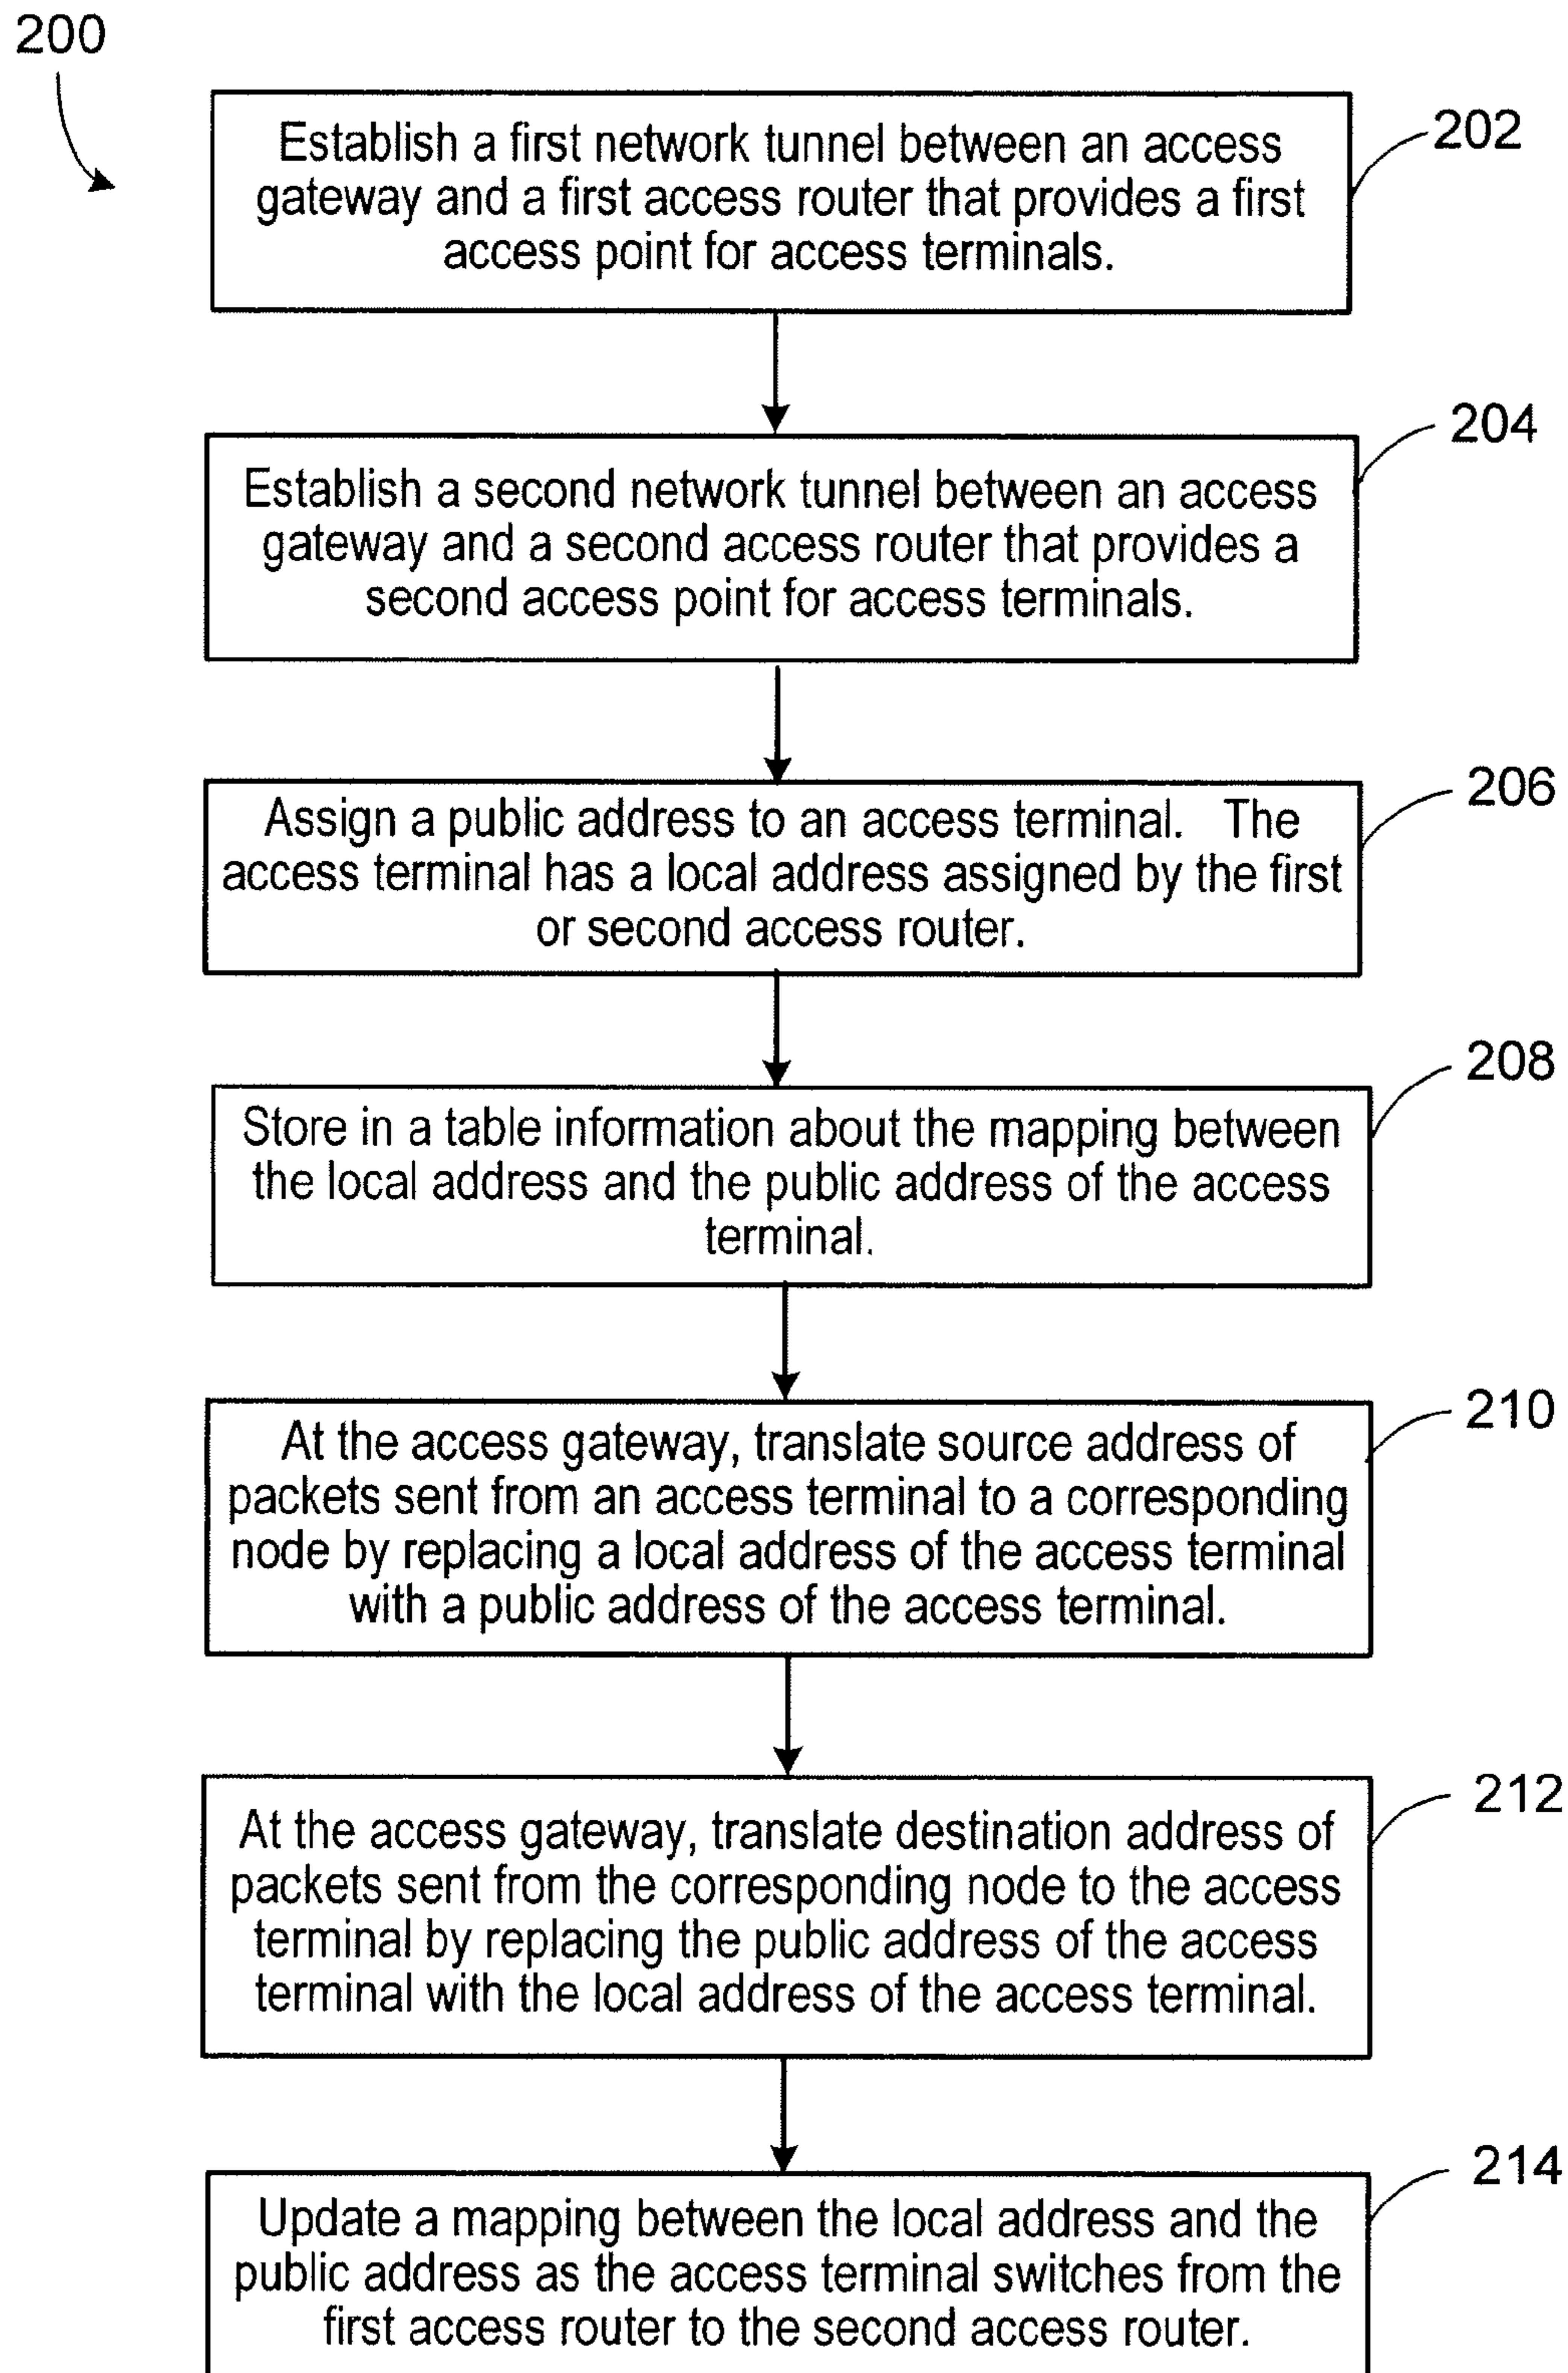 200
Establish a first network tunnel between an access
gateway and a first access router that provides a first
access point for access terminals.
202
Establish a second network tunnel between an access
gateway and a second access router that provides a
second access point for access terminals.
204
Assign a public address to an access terminal. The
access terminal has a local address assigned by the first
or second access router.
206
Store in a table information about the mapping between
the local address and the public address of the access
terminal.
208
At the access gateway, translate source address of
packets sent from an access terminal to a corresponding
node by replacing a local address of the access terminal
with a public address of the access terminal.
210
At the access gateway, translate destination address of
packets sent from the corresponding node to the access
terminal by replacing the public address of the access
terminal with the local address of the access terminal.
212
Update a mapping between the local address and the
public address as the access terminal switches from the
first access router to the second access router.
214